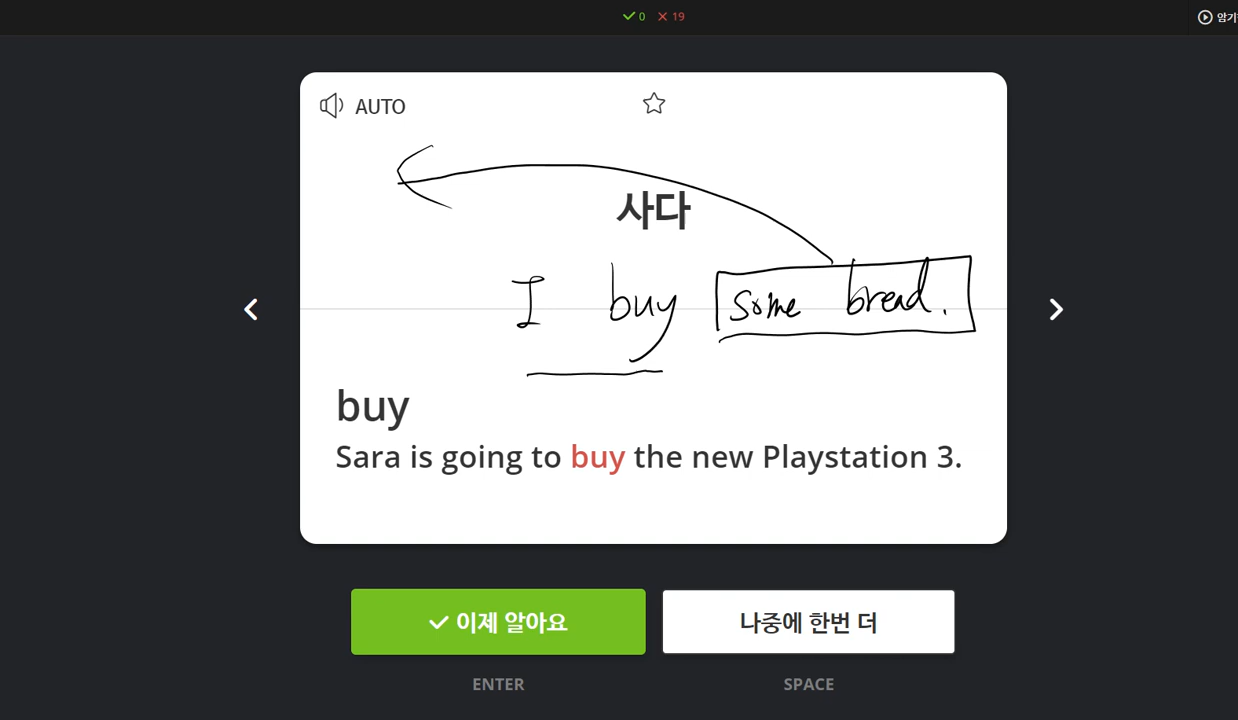 0 19
AUTO
사다
I buy some bread.
buy
Sara is going to buy the new Playstation 3.
이제 알아요 나중에 한번 더
ENTER SPACE